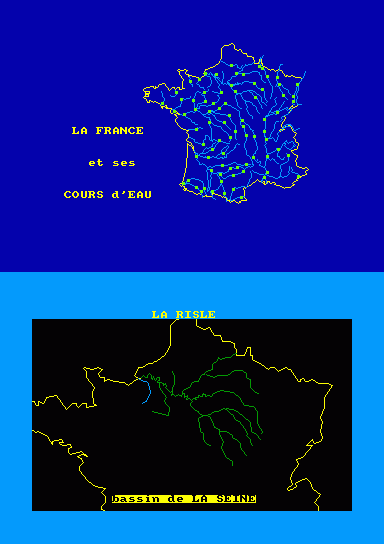 LA FRANCE
et ses
COURS d'EAU
LA RISLE
bassin de LA SEINE